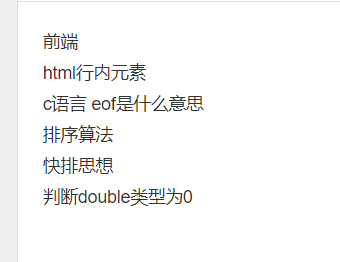 前端
html行内元素
c语言 eof是什么意思
排序算法
快排思想
判断double类型为0